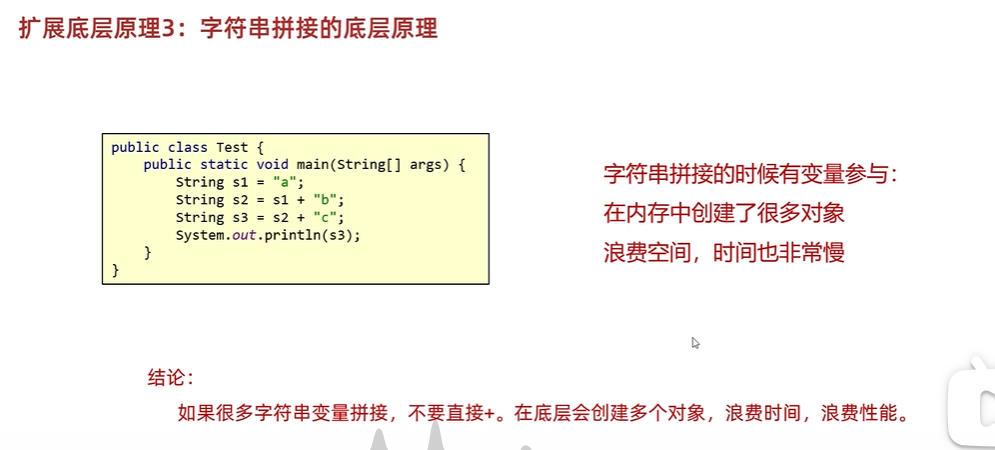 扩展底层原理3：字符串拼接的底层原理
public class Test {
    public static void main(String[] args) {
        String s1 = "a";
        String s2 = s1 + "b";
        String s3 = s2 + "c";
        System.out.println(s3);
    }
}
字符串拼接的时候有变量参与：
在内存中创建了很多对象
浪费空间，时间也非常慢
结论：
如果很多字符串变量拼接，不要直接+。在底层会创建多个对象，浪费时间，浪费性能。